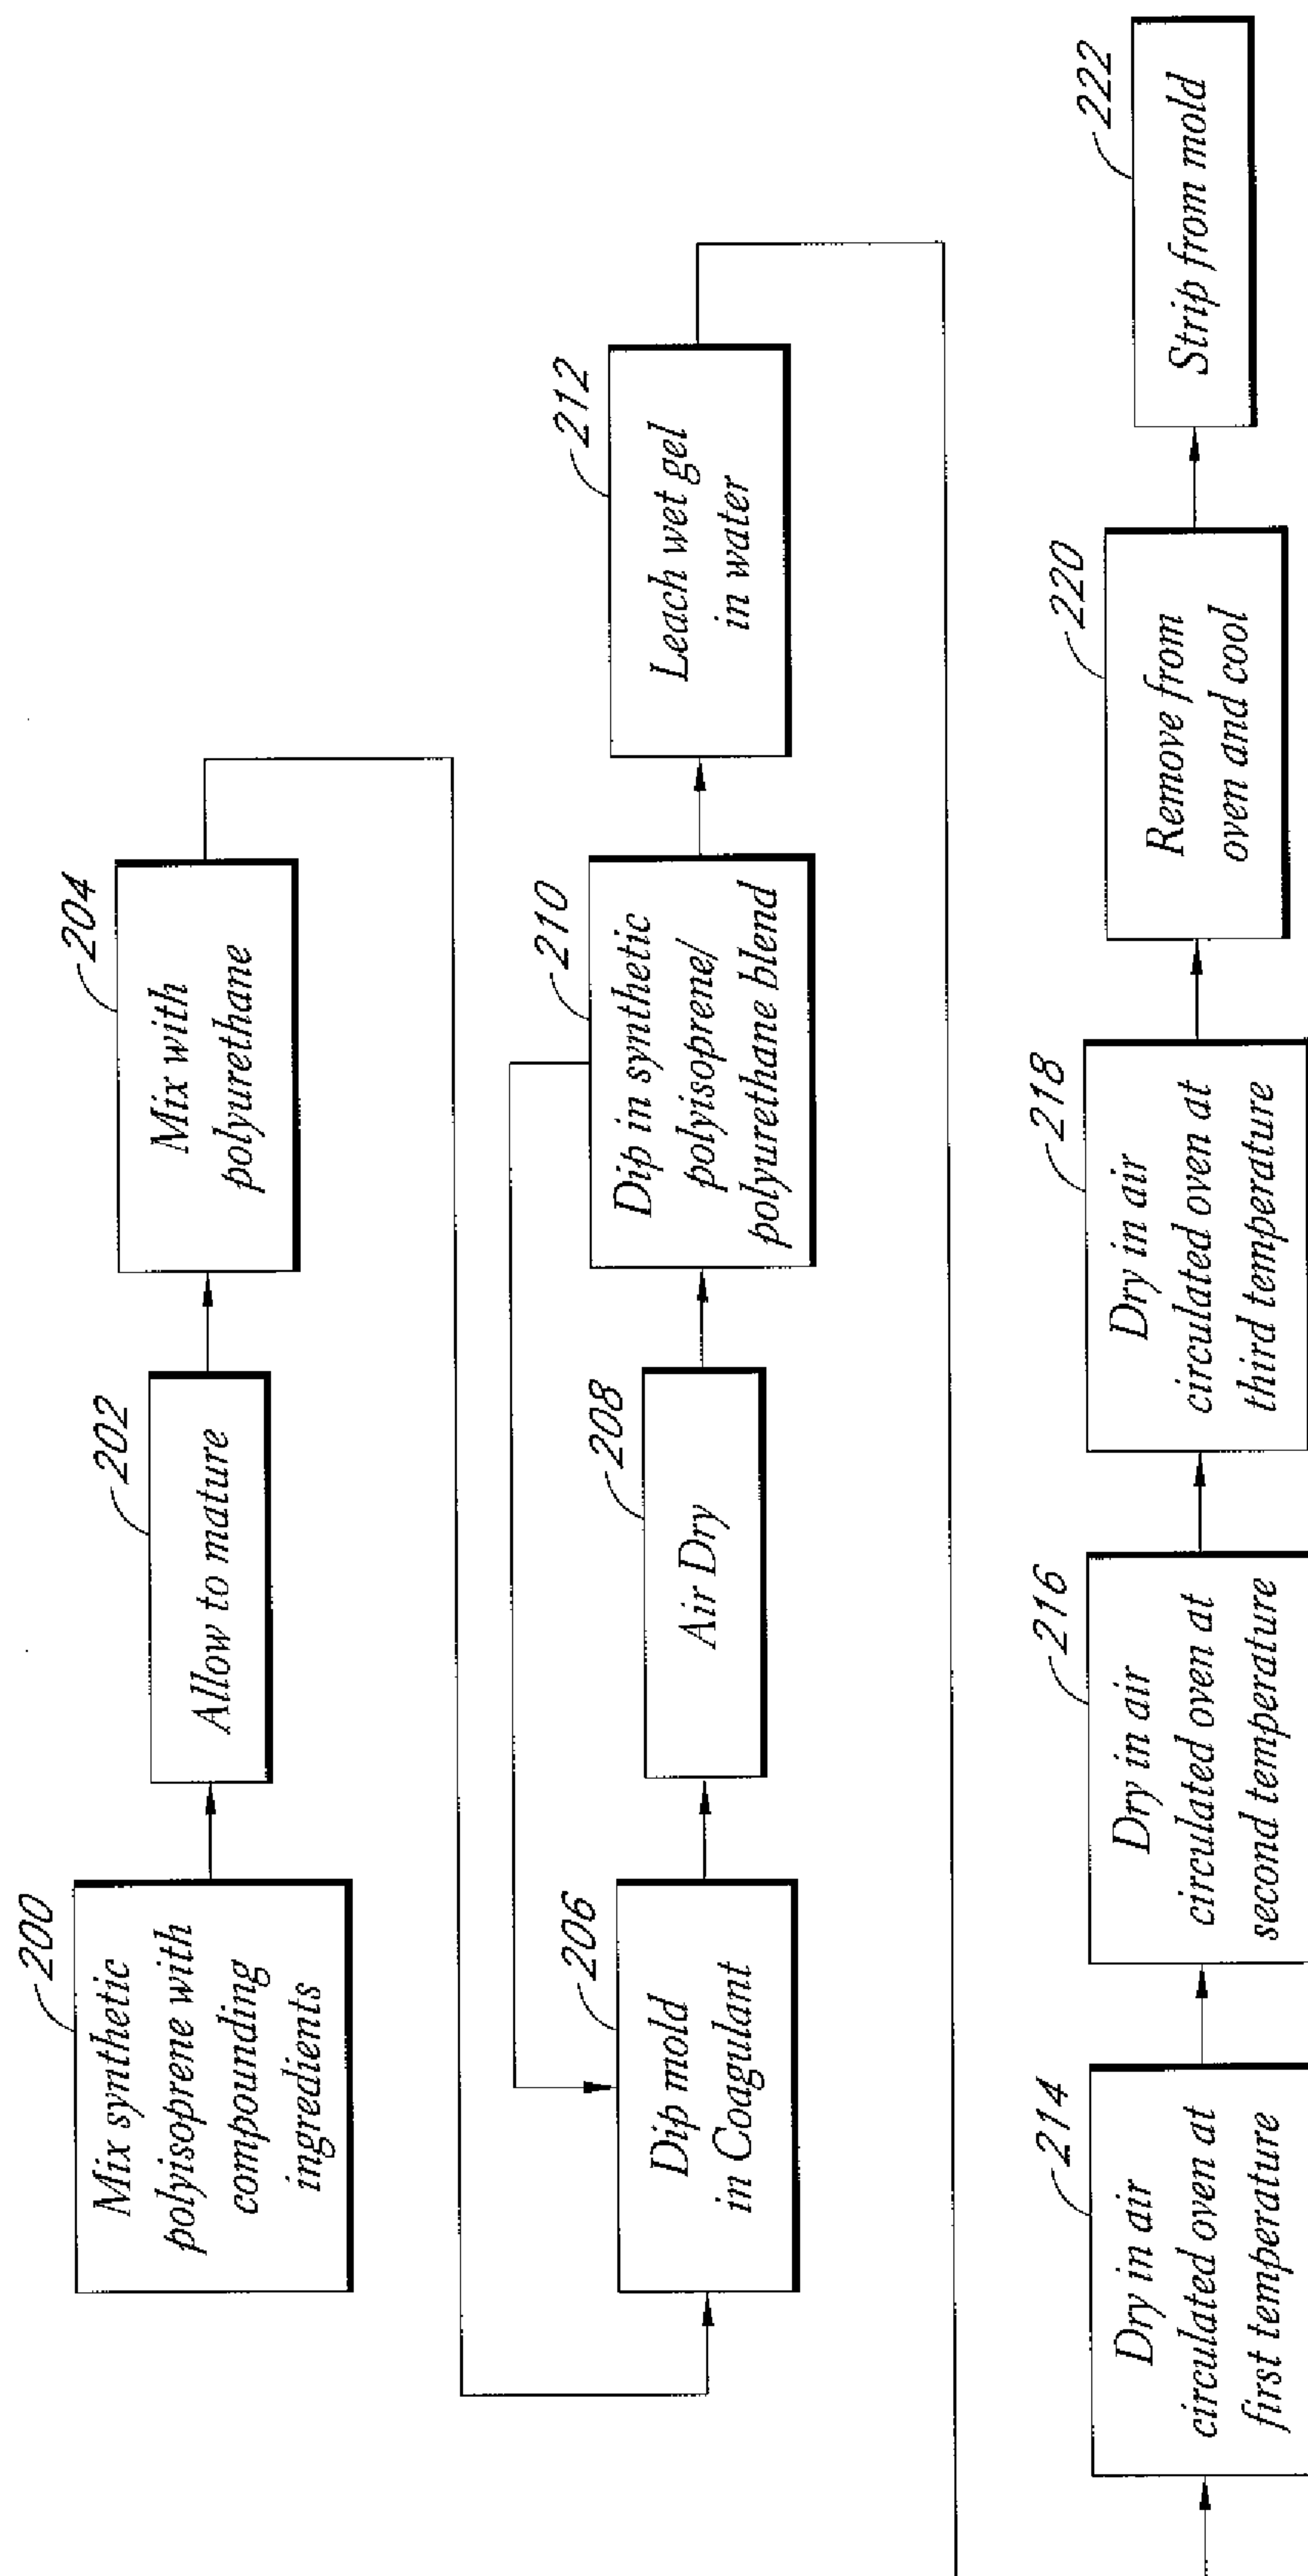 200
Mix synthetic
polyisoprene with
compounding
ingredients
202
Allow to mature
204
Mix with
polyurethane
206
Dip mold
in Coagulant
208
Air Dry
210
Dip in synthetic
polyisoprene/
polyurethane blend
212
Leach wet gel
in water
214
Dry in air
circulated oven at
first temperature
216
Dry in air
circulated oven at
second temperature
218
Dry in air
circulated oven at
third temperature
220
Remove from
oven and cool
222
Strip from mold